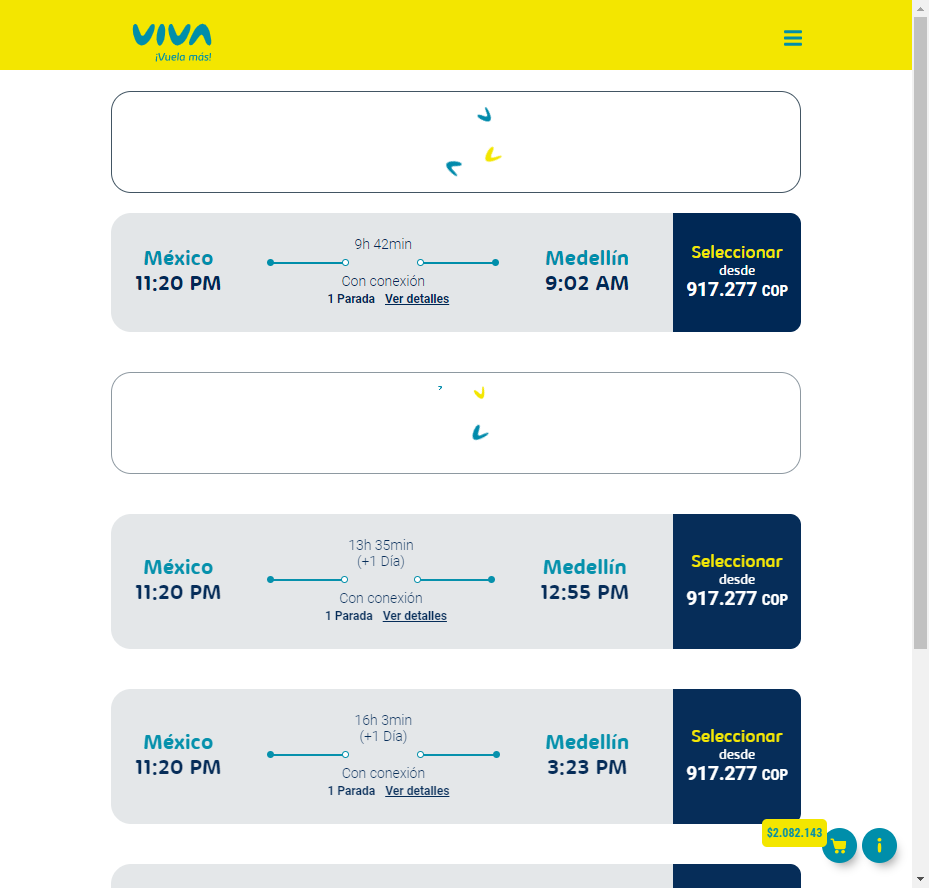 VIVA
¡Vuela más!
9h 42min
México
Medellín
11:20 PM
9:02 AM
Con conexión
1 Parada Ver detalles
Seleccionar
desde
917.277 COP
13h 35min
(+1 Día)
México
Medellín
11:20 PM
12:55 PM
Con conexión
1 Parada Ver detalles
Seleccionar
desde
917.277 COP
16h 3min
(+1 Día)
México
Medellín
11:20 PM
3:23 PM
Con conexión
1 Parada Ver detalles
Seleccionar
desde
917.277 COP
$2.082.143